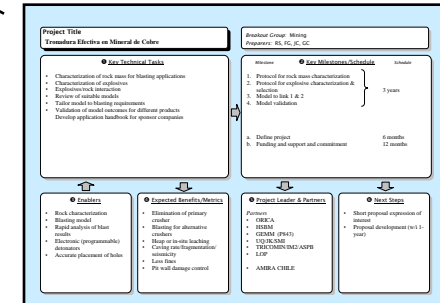 Project Title
Tronadura Efectiva en Mineral de Cobre
Breakout Group: Mining
Preparers: RS, FG, JC, GC
❶ Key Technical Tasks
• Characterization of rock mass for blasting applications
• Characterization of explosives
• Explosives/rock interaction
• Review of suitable models
• Tailor model to blasting requirements
• Validation of model outcomes for different products
Develop application handbook for sponsor companies
Milestone ❷ Key Milestones/Schedule Schedule
1. Protocol for rock mass characterization
2. Protocol for explosive characterization &
selection 3 years
3. Model to link 1 & 2
4. Model validation
a. Define project 6 months
b. Funding and support and commitment 12 months
❸ Enablers
• Rock characterization
• Blasting model
• Rapid analysis of blast
results
• Electronic (programmable)
detonators
• Accurate placement of holes
❹ Expected Benefits/Metrics
• Elimination of primary
crusher
• Blasting for alternative
crushers
• Heap or in-situ leaching
• Caving rate/fragmentation/
seismicity
• Less fines
• Pit wall damage control
❺ Project Leader & Partners
Partners
• ORICA
• HSBM
• GEMM (P843)
• UQ/JK/SMI
• TRICOMIN/IM2/ASPB
• LOP
• AMIRA CHILE
❻ Next Steps
• Short proposal expression of
interest
• Proposal development (w/i 1-
year)